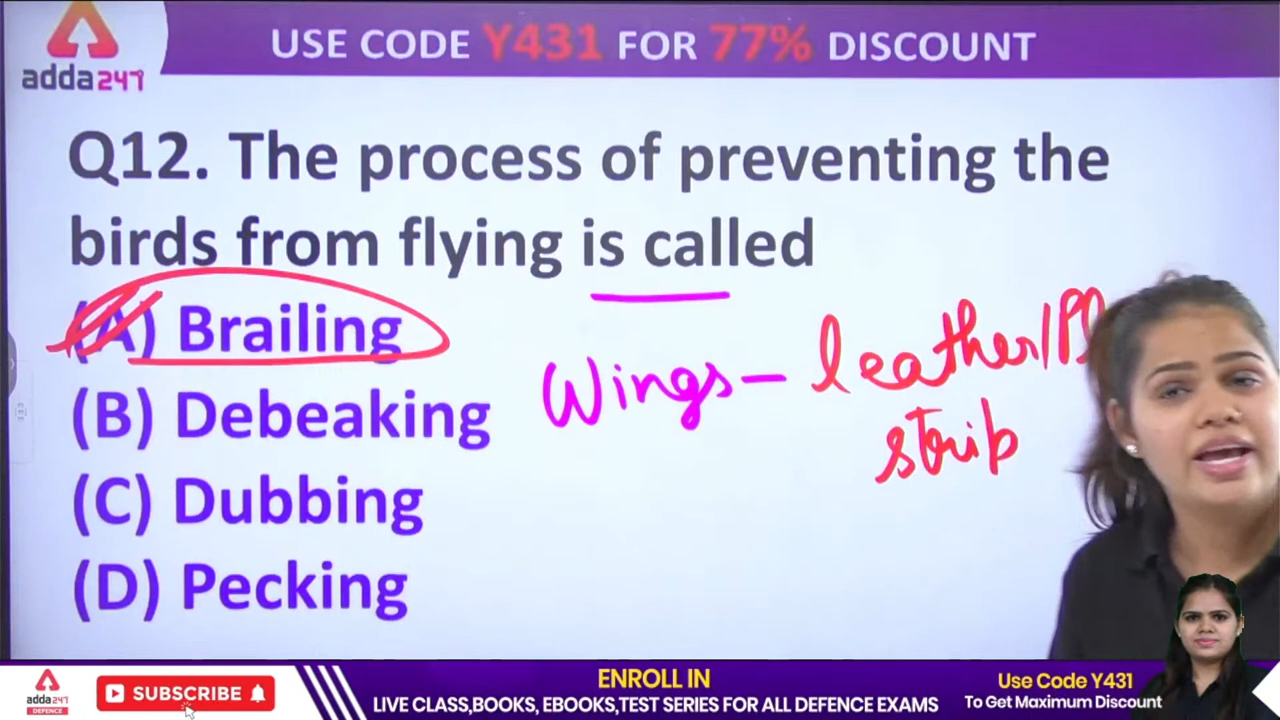 adda247
USE CODE Y431 FOR 77% DISCOUNT
Q12. The process of preventing the
birds from flying is called
(A) Brailing
(B) Debeaking
(C) Dubbing
(D) Pecking
Wings - leather/Pl
strip
adda247
DEFENCE
SUBSCRIBE
ENROLL IN
LIVE CLASS,BOOKS, EBOOKS,TEST SERIES FOR ALL DEFENCE EXAMS
Use Code Y431
To Get Maximum Discount